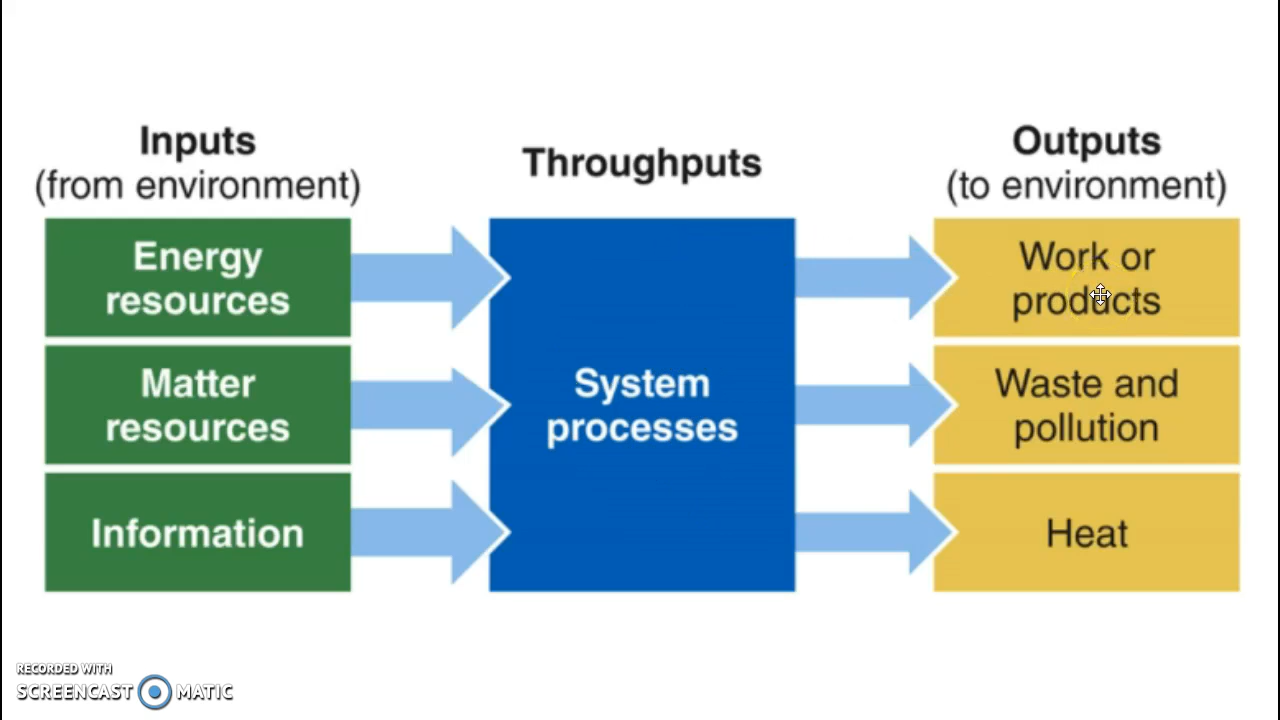 Inputs
(from environment)
Energy
resources
Matter
resources
Information
Throughputs
System
processes
Outputs
(to environment)
Work or
products
Waste and
pollution
Heat
RECORDED WITH
SCREENCAST MATIC